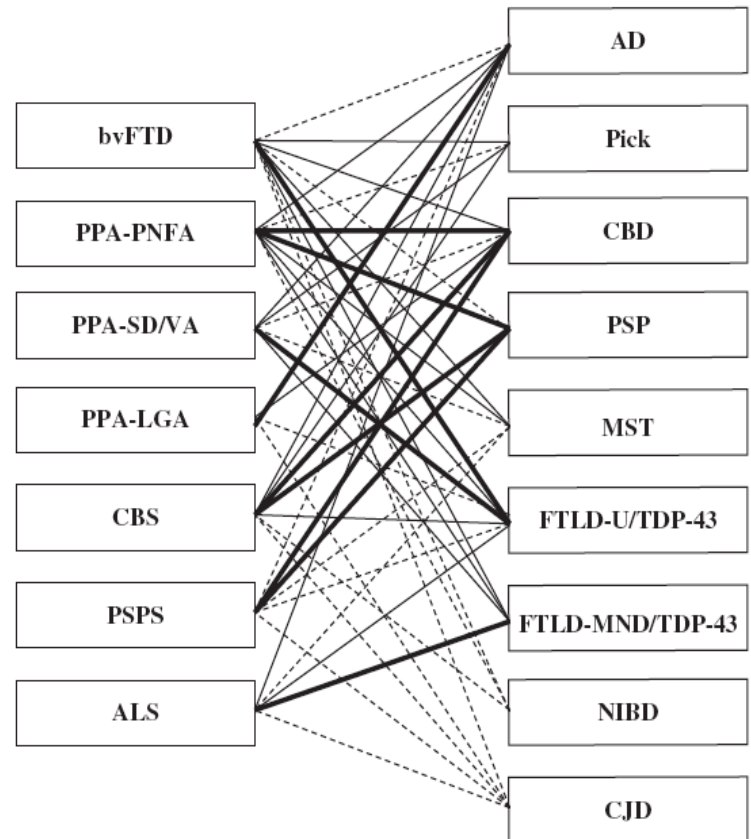 bvFTD
PPA-PNFA
PPA-SD/VA
PPA-LGA
CBS
PSPS
ALS
AD
Pick
CBD
PSP
MST
FTLD-U/TDP-43
FTLD-MND/TDP-43
NIBD
CJD